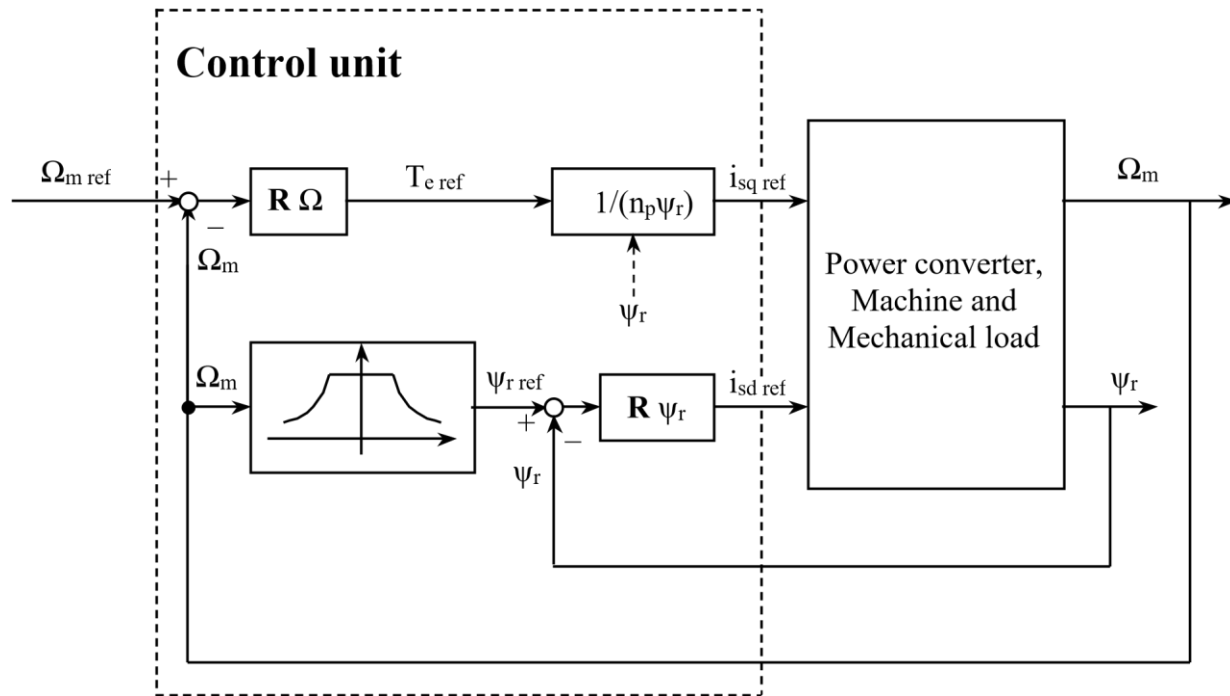 Control unit
Ωm ref
+
−
R Ω
Te ref
1/(npψr)
isq ref
Ωm
Ωm
ψr
Power converter,
Machine and
Mechanical load
Ωm
ψr ref
+
−
ψr
R ψr
isd ref
ψr